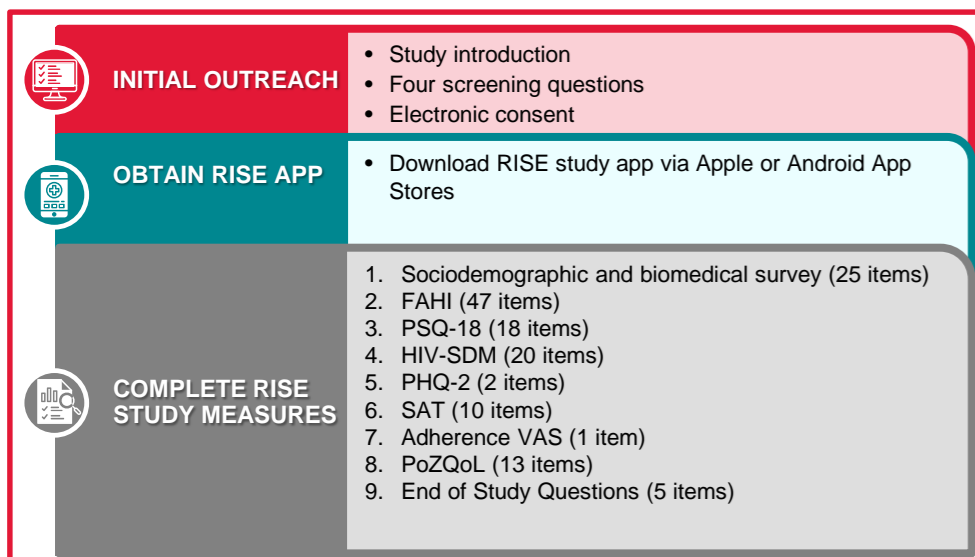 INITIAL OUTREACH
• Study introduction
• Four screening questions
• Electronic consent
OBTAIN RISE APP
• Download RISE study app via Apple or Android App
Stores
COMPLETE RISE
STUDY MEASURES
1. Sociodemographic and biomedical survey (25 items)
2. FAHI (47 items)
3. PSQ-18 (18 items)
4. HIV-SDM (20 items)
5. PHQ-2 (2 items)
6. SAT (10 items)
7. Adherence VAS (1 item)
8. PoZQoL (13 items)
9. End of Study Questions (5 items)